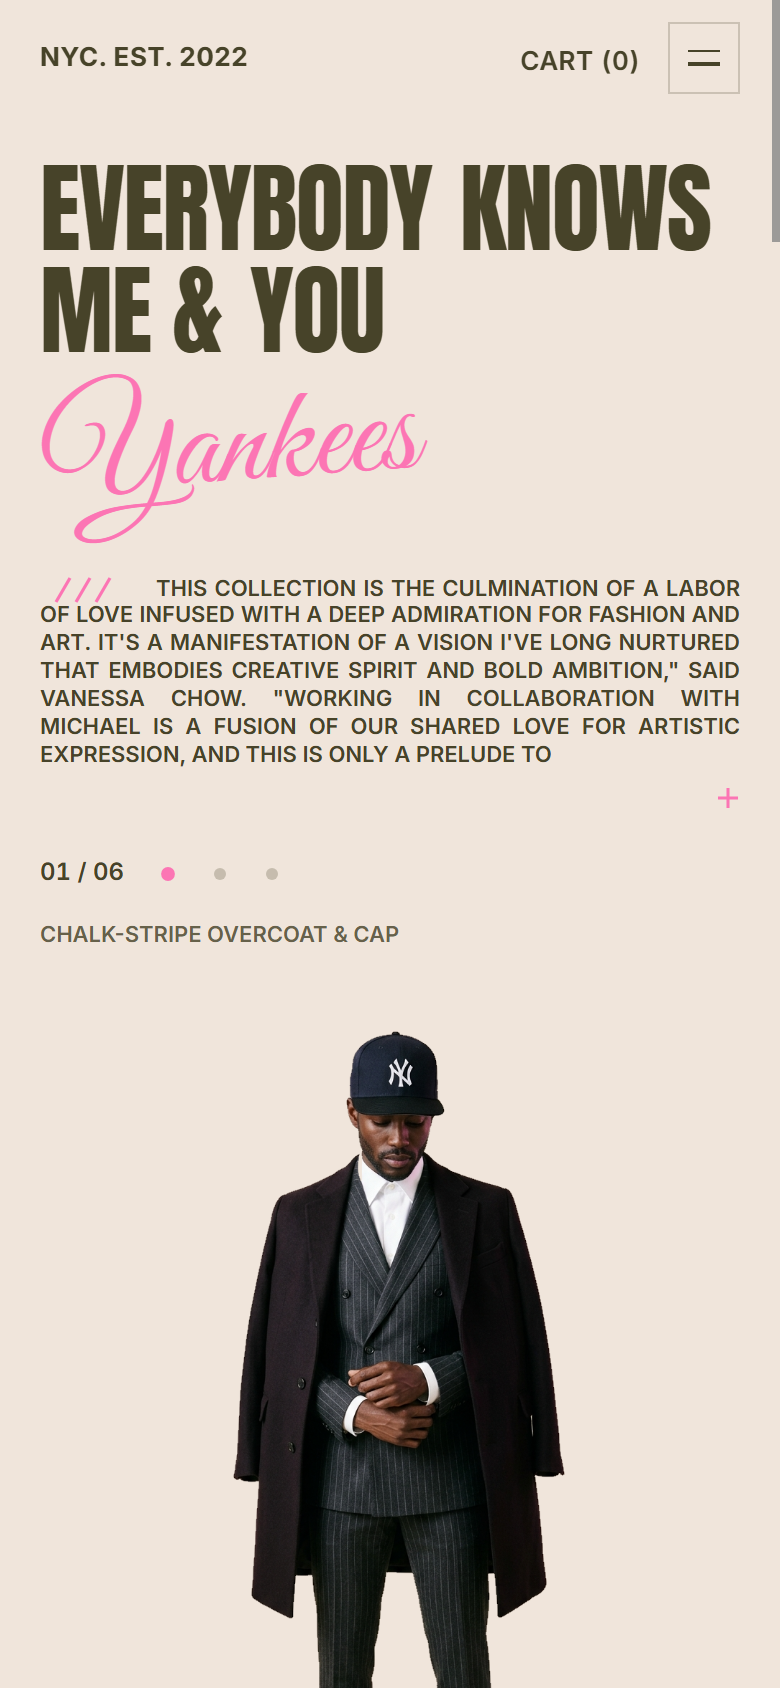 NYC. EST. 2022
CART (0)
EVERYBODY KNOWS
ME & YOU
Yankees
/// THIS COLLECTION IS THE CULMINATION OF A LABOR
OF LOVE INFUSED WITH A DEEP ADMIRATION FOR FASHION AND
ART. IT'S A MANIFESTATION OF A VISION I'VE LONG NURTURED
THAT EMBODIES CREATIVE SPIRIT AND BOLD AMBITION," SAID
VANESSA CHOW. "WORKING IN COLLABORATION WITH
MICHAEL IS A FUSION OF OUR SHARED LOVE FOR ARTISTIC
EXPRESSION, AND THIS IS ONLY A PRELUDE TO
+
01 / 06
CHALK-STRIPE OVERCOAT & CAP
NY